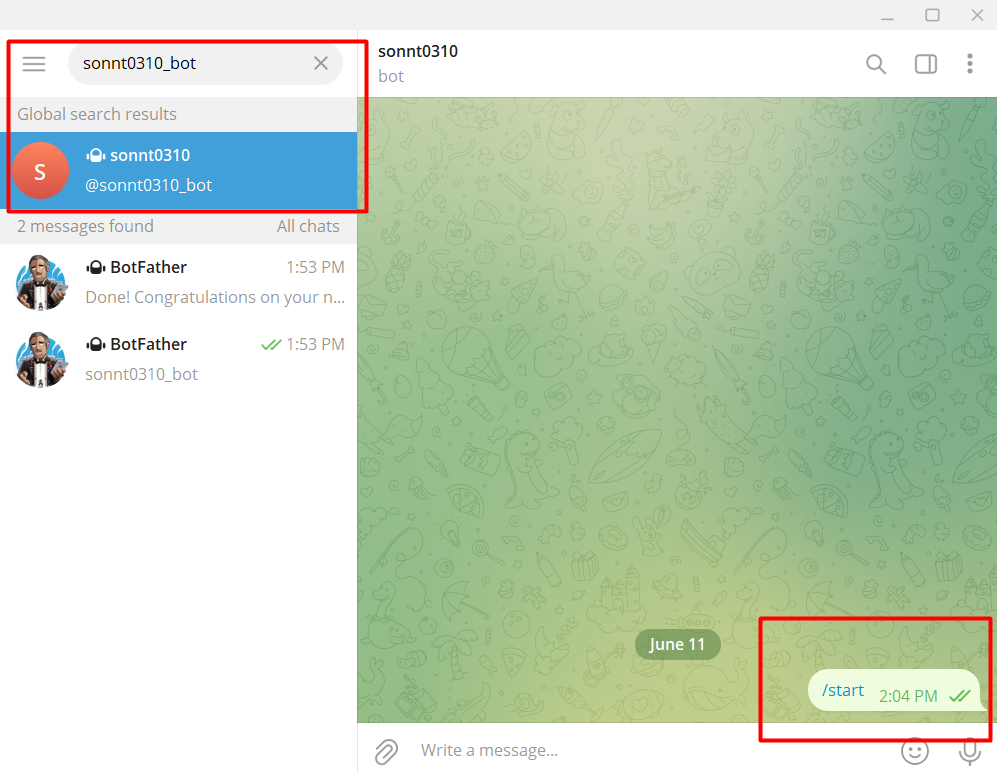 sonnt0310_bot
Global search results
S
sonnt0310
@sonnt0310_bot
2 messages found
All chats
BotFather
1:53 PM
Done! Congratulations on your n...
BotFather
1:53 PM
sonnt0310_bot
sonnt0310
bot
June 11
/start
2:04 PM
Write a message...